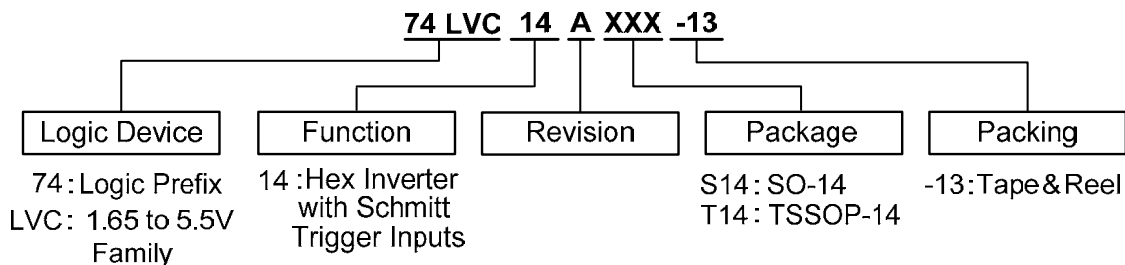 74 LVC 14 A XXX -13
Logic Device Function Revision Package Packing
74 : Logic Prefix
LVC : 1.65 to 5.5V
Family
14 : Hex Inverter
with Schmitt
Trigger Inputs
S14 : SO-14
T14 : TSSOP-14
-13 : Tape & Reel